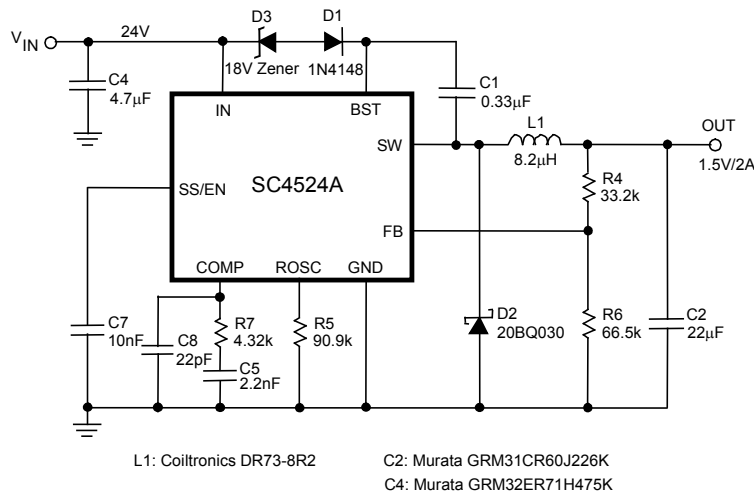 D3 D1
V_IN 24V
18V Zener 1N4148
C4
4.7µF
C1
0.33µF
IN BST
SW
L1
8.2µH
OUT
1.5V/2A
SS/EN
SC4524A
R4
33.2k
FB
COMP ROSC GND
C7
10nF
C8
22pF
R7
4.32k
C5
2.2nF
R5
90.9k
D2
20BQ030
R6
66.5k
C2
22µF
L1: Coiltronics DR73-8R2
C2: Murata GRM31CR60J226K
C4: Murata GRM32ER71H475K